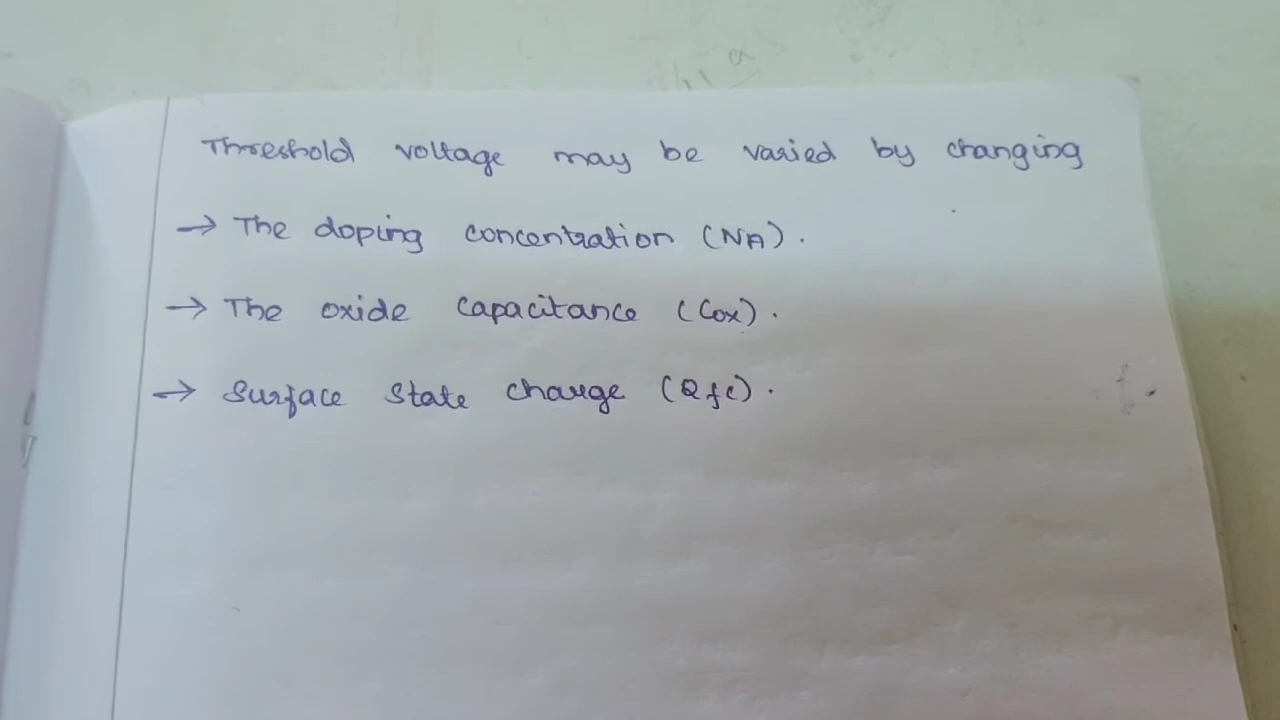 Threshold voltage may be varied by changing
→ The doping concentration (NA).
→ The oxide capacitance (Cox).
→ Surface State charge (Qfc).